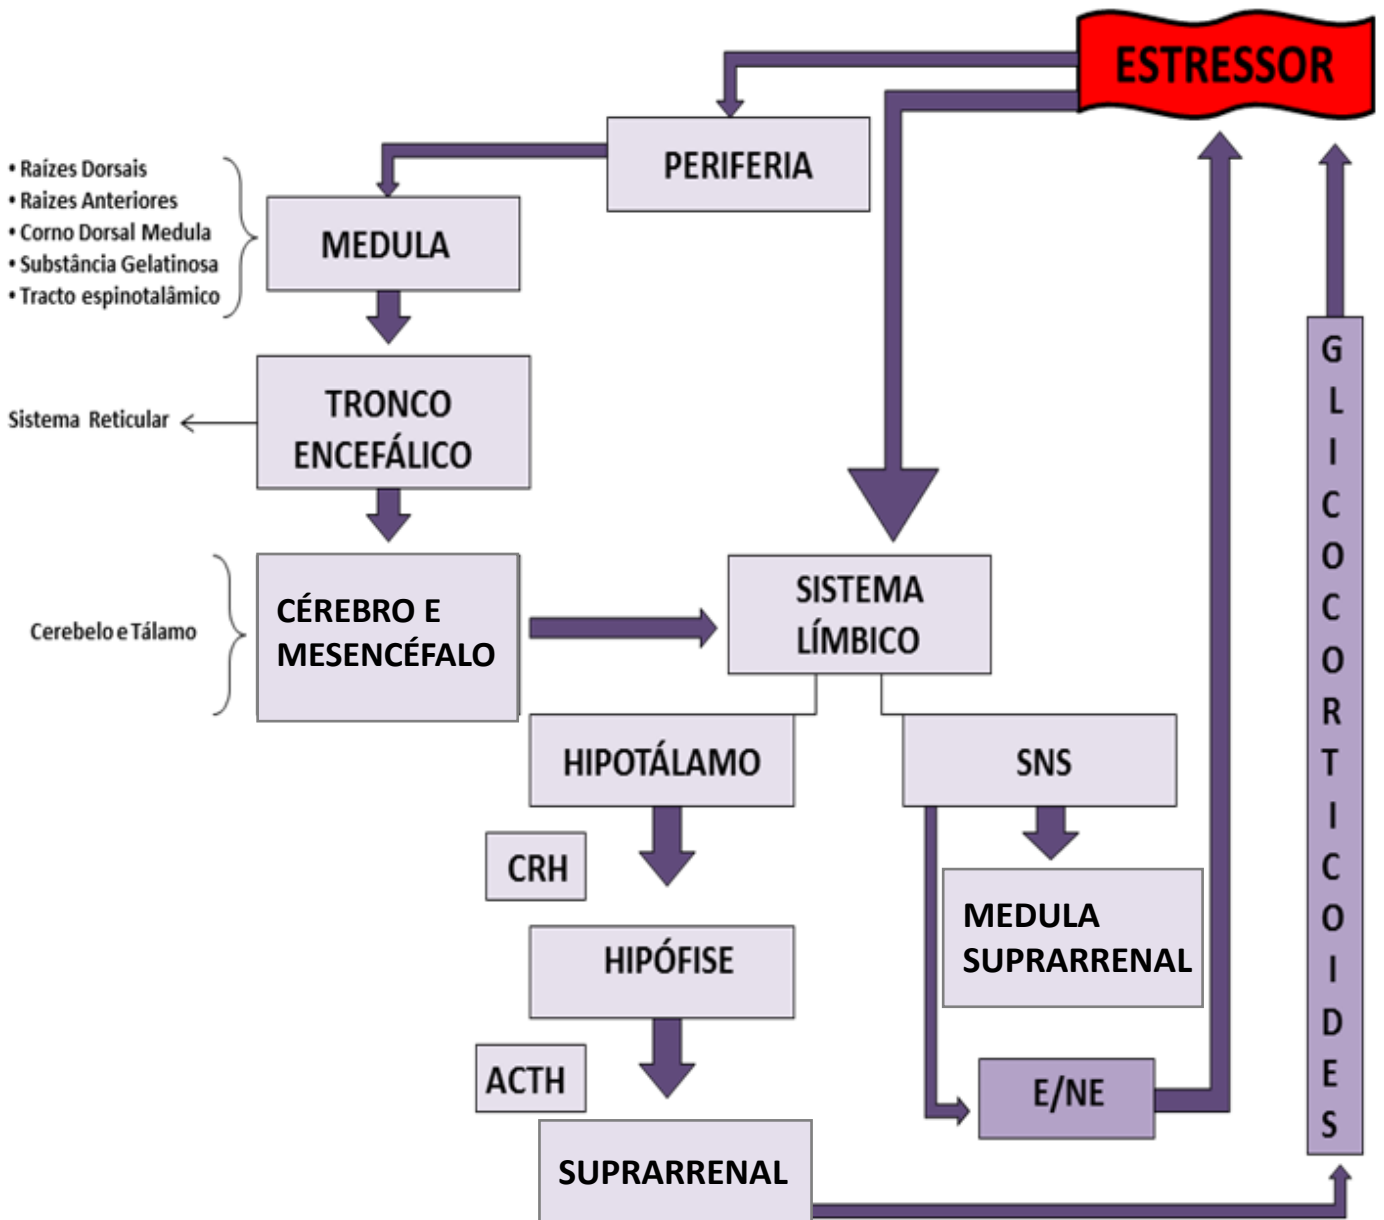 ESTRESSOR
PERIFERIA
• Raízes Dorsais
• Raizes Anteriores
• Corno Dorsal Medula
• Substância Gelatinosa
• Tracto espinotalâmico
MEDULA
TRONCO
ENCEFÁLICO
Sistema Reticular
CÉREBRO E
MESENCÉFALO
Cerebelo e Tálamo
SISTEMA
LÍMBICO
HIPOTÁLAMO
SNS
CRH
MEDULA
SUPRARRENAL
HIPÓFISE
ACTH
E/NE
SUPRARRENAL
GLICOCORTICOIDES